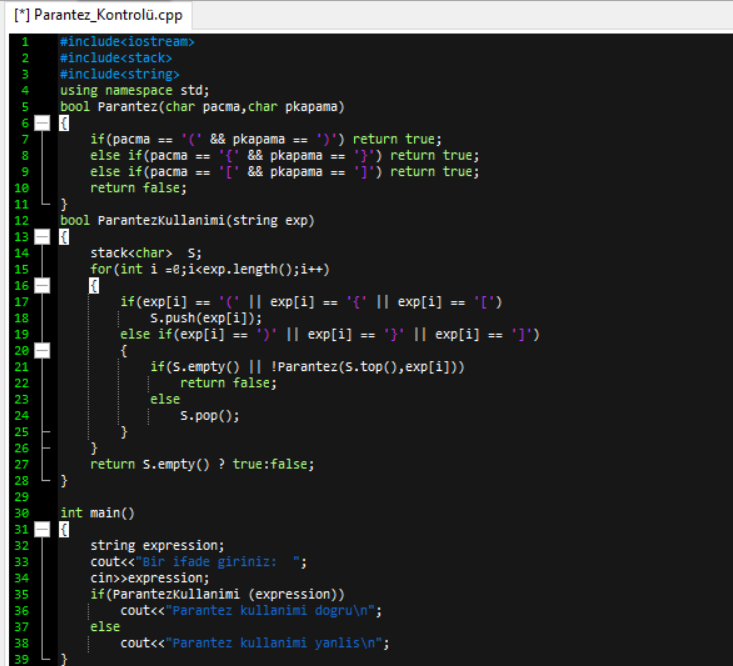 [*] Parantez_Kontrolü.cpp
1 #include<iostream>
2 #include<stack>
3 #include<string>
4 using namespace std;
5 bool Parantez(char pacma,char pkapama)
6 {
7 if(pacma == '(' && pkapama == ')') return true;
8 else if(pacma == '{' && pkapama == '}') return true;
9 else if(pacma == '[' && pkapama == ']') return true;
10 return false;
11 }
12 bool ParantezKullanimi(string exp)
13 {
14 stack<char>  S;
15 for(int i =0;i<exp.length();i++)
16 {
17 if(exp[i] == '(' || exp[i] == '{' || exp[i] == '[')
18 S.push(exp[i]);
19 else if(exp[i] == ')' || exp[i] == '}' || exp[i] == ']')
20 {
21 if(S.empty() || !Parantez(S.top(),exp[i]))
22 return false;
23 else
24 S.pop();
25 }
26 }
27 return S.empty() ? true:false;
28 }
29
30 int main()
31 {
32 string expression;
33 cout<<"Bir ifade giriniz:  ";
34 cin>>expression;
35 if(ParantezKullanimi (expression))
36 cout<<"Parantez kullanimi dogru\n";
37 else
38 cout<<"Parantez kullanimi yanlis\n";
39 }